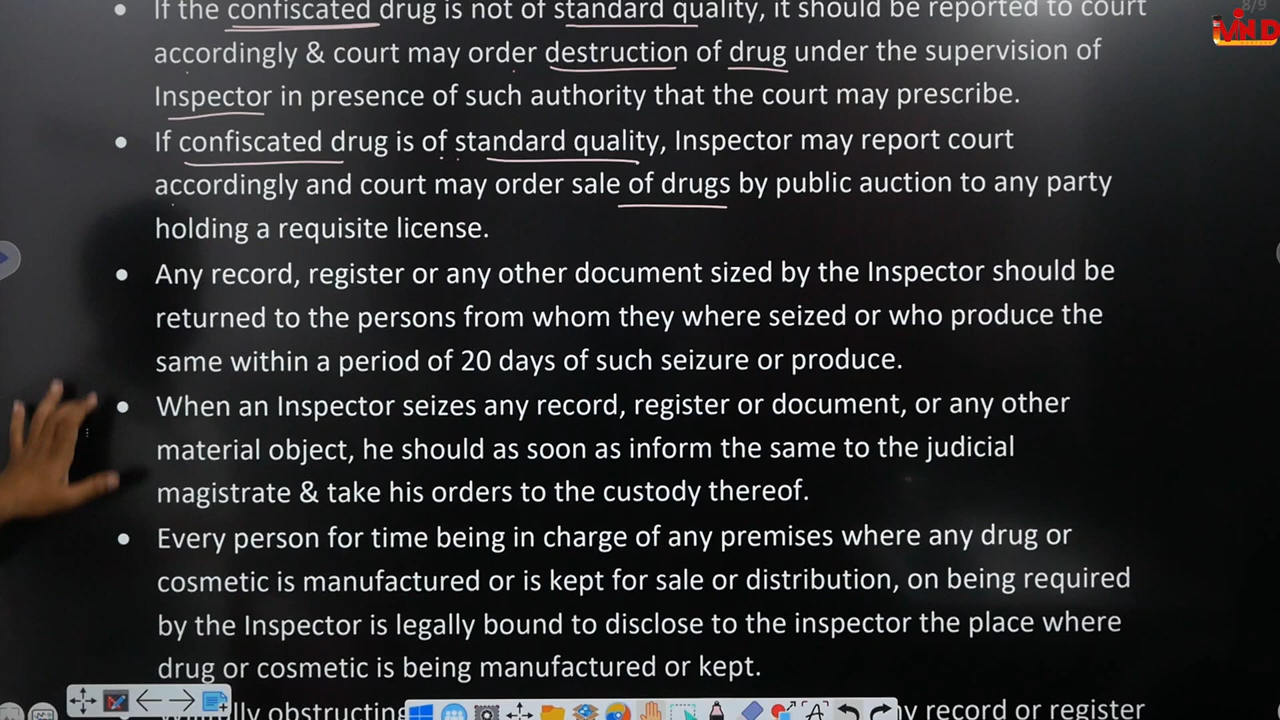 8/9
• If the confiscated drug is not of standard quality, it should be reported to court
accordingly & court may order destruction of drug under the supervision of
Inspector in presence of such authority that the court may prescribe.
• If confiscated drug is of standard quality, Inspector may report court
accordingly and court may order sale of drugs by public auction to any party
holding a requisite license.
• Any record, register or any other document sized by the Inspector should be
returned to the persons from whom they where seized or who produce the
same within a period of 20 days of such seizure or produce.
• When an Inspector seizes any record, register or document, or any other
material object, he should as soon as inform the same to the judicial
magistrate & take his orders to the custody thereof.
• Every person for time being in charge of any premises where any drug or
cosmetic is manufactured or is kept for sale or distribution, on being required
by the Inspector is legally bound to disclose to the inspector the place where
drug or cosmetic is being manufactured or kept.
obstructing
record or register